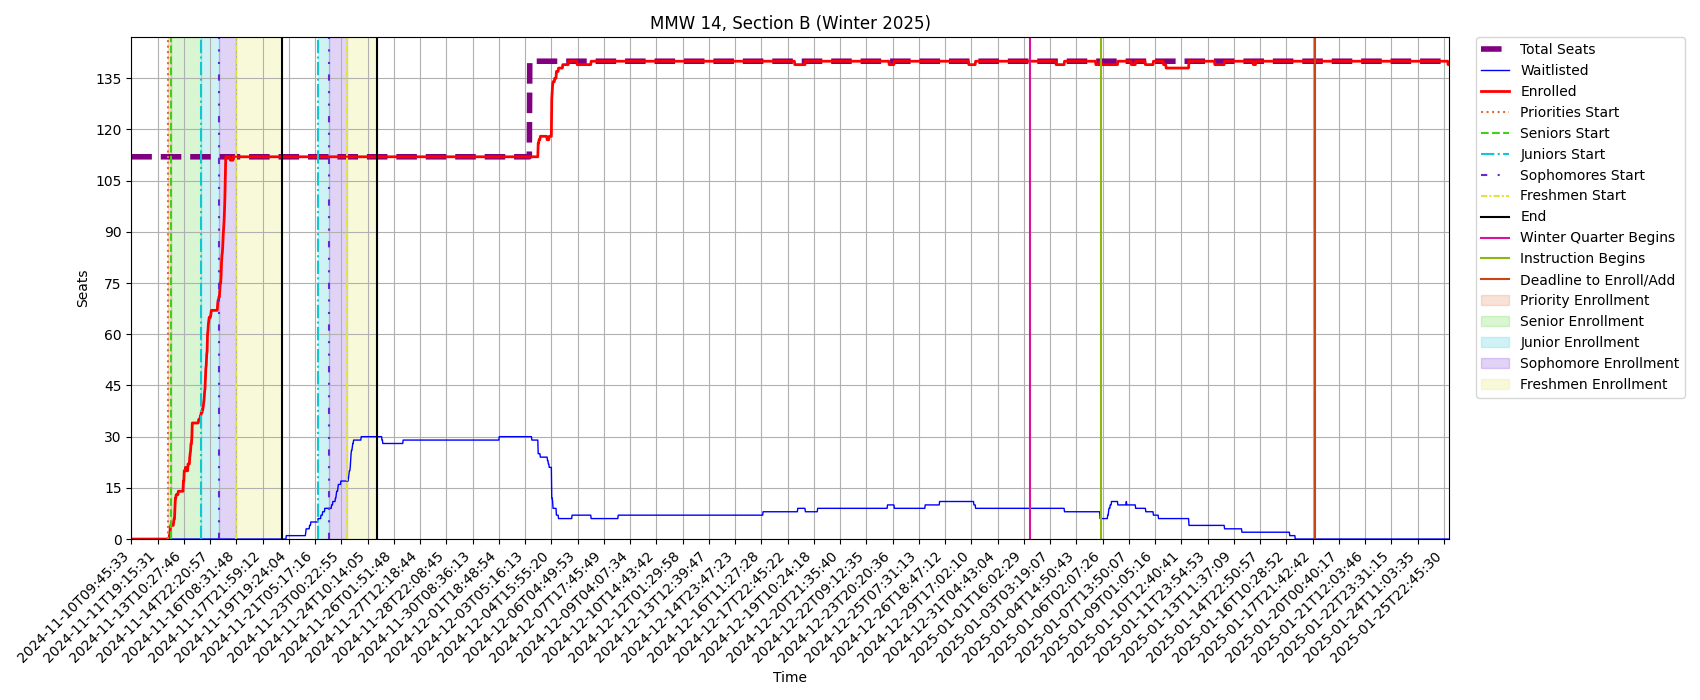 MMW 14, Section B (Winter 2025)
Seats
135
120
105
90
75
60
45
30
15
0
2024-11-10T09:45:33
2024-11-11T19:15:31
2024-11-13T10:27:46
2024-11-14T22:20:57
2024-11-16T08:31:48
2024-11-17T21:59:12
2024-11-19T19:24:04
2024-11-21T05:17:16
2024-11-23T00:22:55
2024-11-24T10:14:05
2024-11-26T01:51:48
2024-11-27T12:18:44
2024-11-28T22:08:45
2024-11-30T08:36:13
2024-12-01T18:48:54
2024-12-03T05:16:13
2024-12-04T14:55:20
2024-12-06T04:49:53
2024-12-07T17:45:49
2024-12-09T04:07:34
2024-12-10T14:43:42
2024-12-12T01:29:58
2024-12-13T12:39:47
2024-12-14T23:47:23
2024-12-16T11:27:28
2024-12-17T22:45:22
2024-12-19T10:24:18
2024-12-20T21:35:40
2024-12-22T09:12:35
2024-12-23T20:20:36
2024-12-25T07:31:13
2024-12-26T18:47:12
2024-12-29T17:02:10
2024-12-31T04:43:04
2025-01-01T16:02:29
2025-01-03T03:19:07
2025-01-04T14:50:43
2025-01-06T02:07:26
2025-01-07T13:50:07
2025-01-09T01:05:16
2025-01-10T12:40:41
2025-01-11T23:54:53
2025-01-13T11:37:09
2025-01-14T22:50:57
2025-01-16T10:28:52
2025-01-17T21:42:42
2025-01-20T00:40:17
2025-01-21T12:03:46
2025-01-22T23:31:15
2025-01-24T11:03:35
2025-01-25T22:45:30
Time
Total Seats
Waitlisted
Enrolled
Priorities Start
Seniors Start
Juniors Start
Sophomores Start
Freshmen Start
End
Winter Quarter Begins
Instruction Begins
Deadline to Enroll/Add
Priority Enrollment
Senior Enrollment
Junior Enrollment
Sophomore Enrollment
Freshmen Enrollment